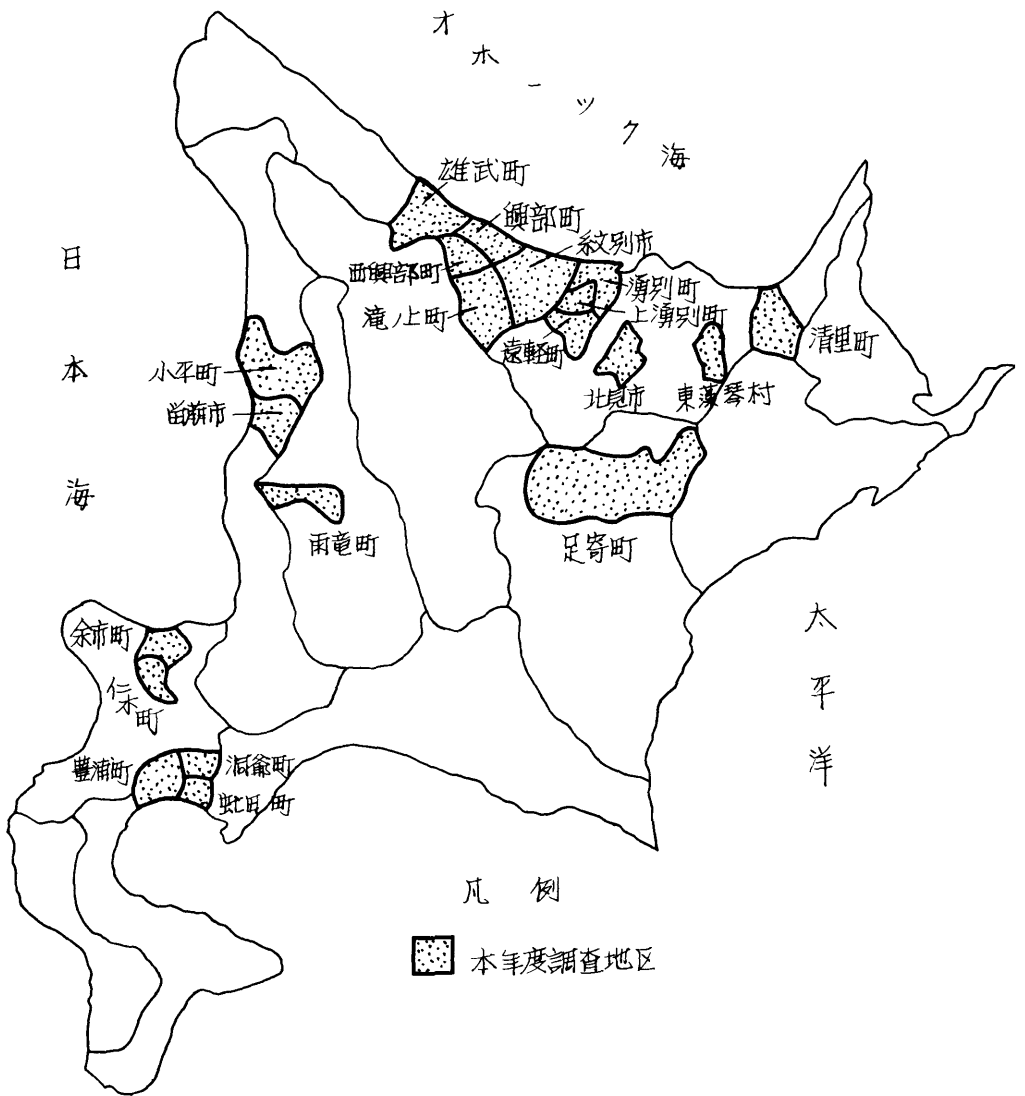 オホーック海
日本海
太平洋
雄武町
興部町
西興部町
紋別市
滝ノ上町
湧別町
上湧別町
遠軽町
清里町
北見市
東藻琴村
小平町
留萠市
雨竜町
足寄町
余市町
仁木町
豊浦町
洞爺町
虻田町
凡例
本年度調査地区